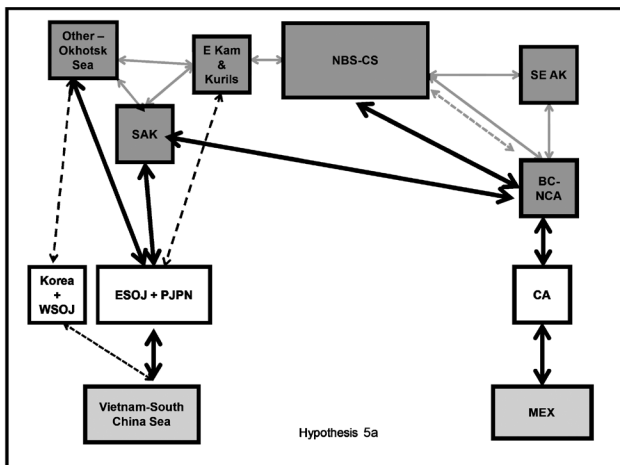 Other –
Okhotsk
Sea
E Kam
&
Kurils
NBS-CS
SE AK
SAK
BC-
NCA
Korea
+
WSOJ
ESOJ + PJPN
CA
Vietnam-South
China Sea
MEX
Hypothesis 5a